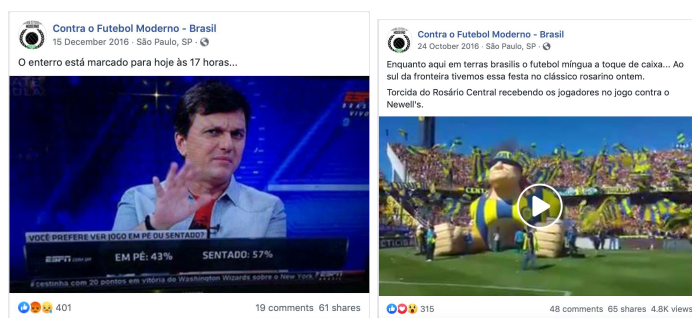 Contra o Futebol Moderno - Brasil
15 December 2016 · São Paulo, SP ·
O enterro está marcado para hoje às 17 horas...
VOCÊ PREFERE VER JOGO EM PÉ OU SENTADO?
ESPN.COM.BR EM PÉ: 43% SENTADO: 57%
cestinha com 20 pontos em vitória do Washington Wizards sobre o New York
401 19 comments 61 shares
Contra o Futebol Moderno - Brasil
24 October 2016 · São Paulo, SP ·
Enquanto aqui em terras brasilis o futebol míngua a toque de caixa... Ao
sul da fronteira tivemos essa festa no clássico rosarino ontem.
Torcida do Rosário Central recebendo os jogadores no jogo contra o
Newell's.
315 48 comments 65 shares 4.8K views